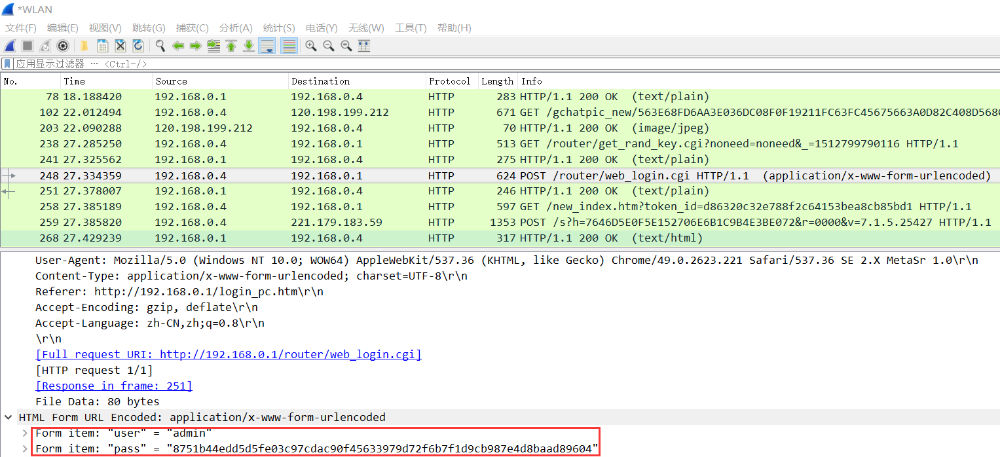 *WLAN
文件(F) 编辑(E) 视图(V) 跳转(G) 捕获(C) 分析(A) 统计(S) 电话(Y) 无线(W) 工具(T) 帮助(H)
应用显示过滤器 … <Ctrl-/>
No. Time Source Destination Protocol Length Info
78 18.188420 192.168.0.1 192.168.0.4 HTTP 283 HTTP/1.1 200 OK (text/plain)
102 22.012494 192.168.0.4 120.198.199.212 HTTP 671 GET /gchatpic_new/563E68FD6AA3E036DC08F0F19211FC63FC45675663A0D82C408D568
203 22.090288 120.198.199.212 192.168.0.4 HTTP 70 HTTP/1.1 200 OK (image/jpeg)
238 27.285250 192.168.0.4 192.168.0.1 HTTP 513 GET /router/get_rand_key.cgi?noneed=noneed&_=1512799790116 HTTP/1.1
241 27.325562 192.168.0.1 192.168.0.4 HTTP 275 HTTP/1.1 200 OK (text/plain)
248 27.334359 192.168.0.4 192.168.0.1 HTTP 624 POST /router/web_login.cgi HTTP/1.1 (application/x-www-form-urlencoded)
251 27.378007 192.168.0.1 192.168.0.4 HTTP 246 HTTP/1.1 200 OK (text/plain)
258 27.385189 192.168.0.4 192.168.0.1 HTTP 597 GET /new_index.htm?token_id=d86320c32e788f2c64153bea8cb85bd1 HTTP/1.1
259 27.385820 192.168.0.4 221.179.183.59 HTTP 1353 POST /s?h=7646D5E0F5E152706E6B1C9B4E3BE072&r=0000&v=7.1.5.25427 HTTP/1.1
268 27.429239 192.168.0.1 192.168.0.4 HTTP 317 HTTP/1.1 200 OK (text/html)
User-Agent: Mozilla/5.0 (Windows NT 10.0; WOW64) AppleWebKit/537.36 (KHTML, like Gecko) Chrome/49.0.2623.221 Safari/537.36 SE 2.X MetaSr 1.0\r\n
Content-Type: application/x-www-form-urlencoded; charset=UTF-8\r\n
Referer: http://192.168.0.1/login_pc.htm\r\n
Accept-Encoding: gzip, deflate\r\n
Accept-Language: zh-CN,zh;q=0.8\r\n
\r\n
[Full request URI: http://192.168.0.1/router/web_login.cgi]
[HTTP request 1/1]
[Response in frame: 251]
File Data: 80 bytes
HTML Form URL Encoded: application/x-www-form-urlencoded
Form item: "user" = "admin"
Form item: "pass" = "8751b44edd5d5fe03c97cdac90f45633979d72f6b7f1d9cb987e4d8baad89604"